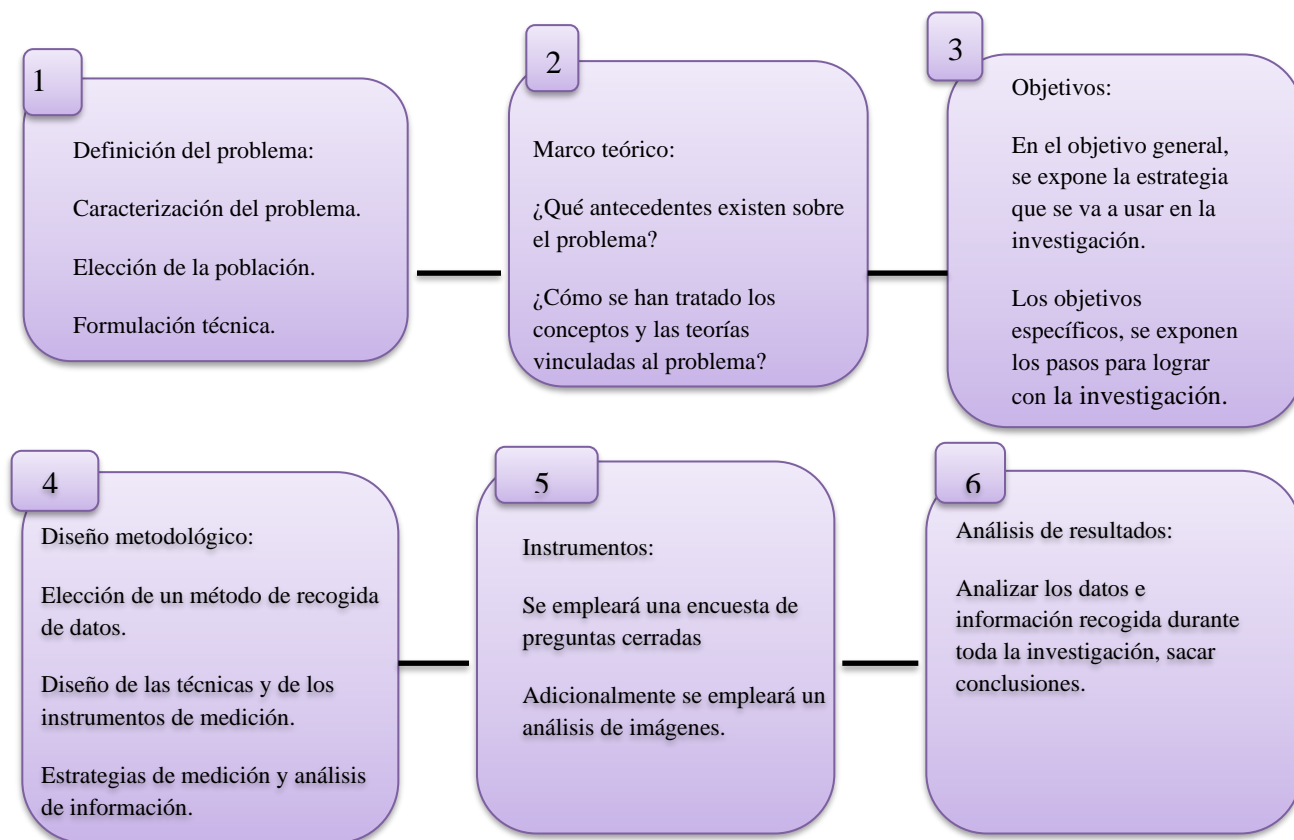 1
Definición del problema:
Caracterización del problema.
Elección de la población.
Formulación técnica.
2
Marco teórico:
¿Qué antecedentes existen sobre
el problema?
¿Cómo se han tratado los
conceptos y las teorías
vinculadas al problema?
3
Objetivos:
En el objetivo general,
se expone la estrategia
que se va a usar en la
investigación.
Los objetivos
específicos, se exponen
los pasos para lograr
con la investigación.
4
Diseño metodológico:
Elección de un método de recogida
de datos.
Diseño de las técnicas y de los
instrumentos de medición.
Estrategias de medición y análisis
de información.
5
Instrumentos:
Se empleará una encuesta de
preguntas cerradas
Adicionalmente se empleará un
análisis de imágenes.
6
Análisis de resultados:
Analizar los datos e
información recogida durante
toda la investigación, sacar
conclusiones.